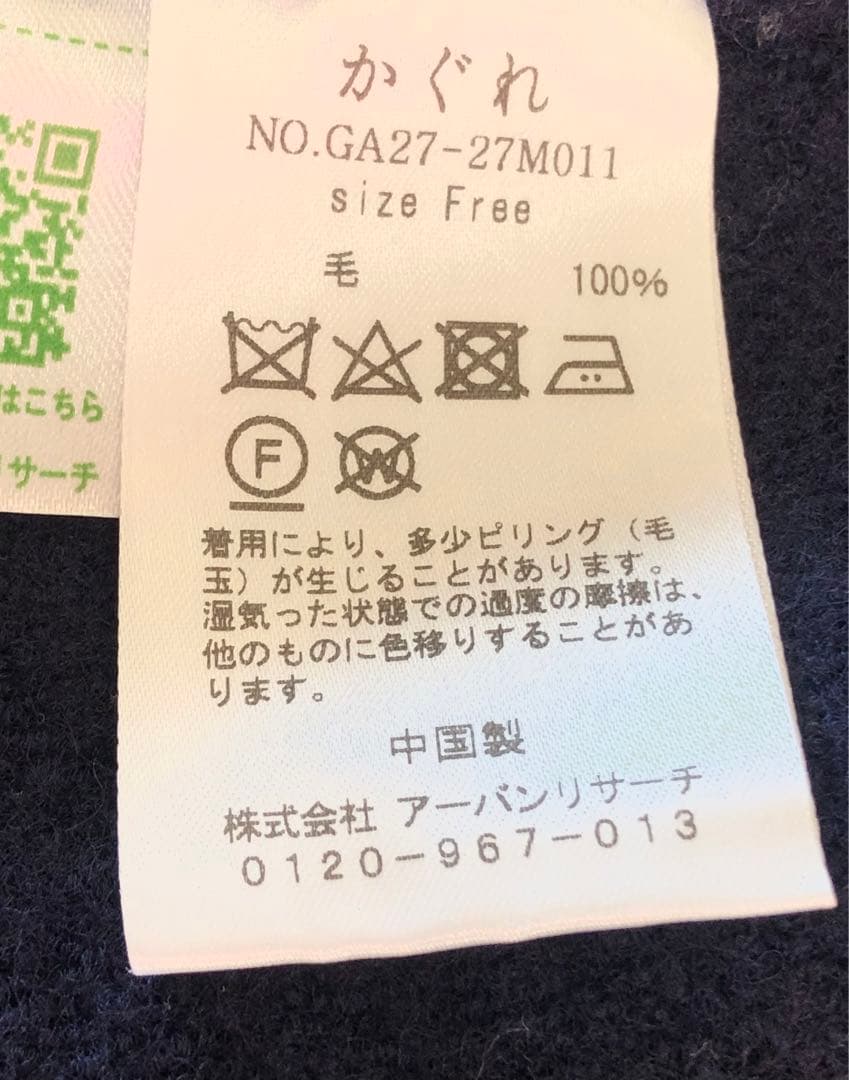 かぐれ
NO.GA27-27M011
size Free
毛 100%
F
W
着用により、多少ピリング（毛
玉）が生じることがあります。
湿気った状態での過度の摩擦は、
他のものに色移りすることがあ
ります。
中国製
株式会社 アーバンリサーチ
0120-967-013
はこちら
リサーチ